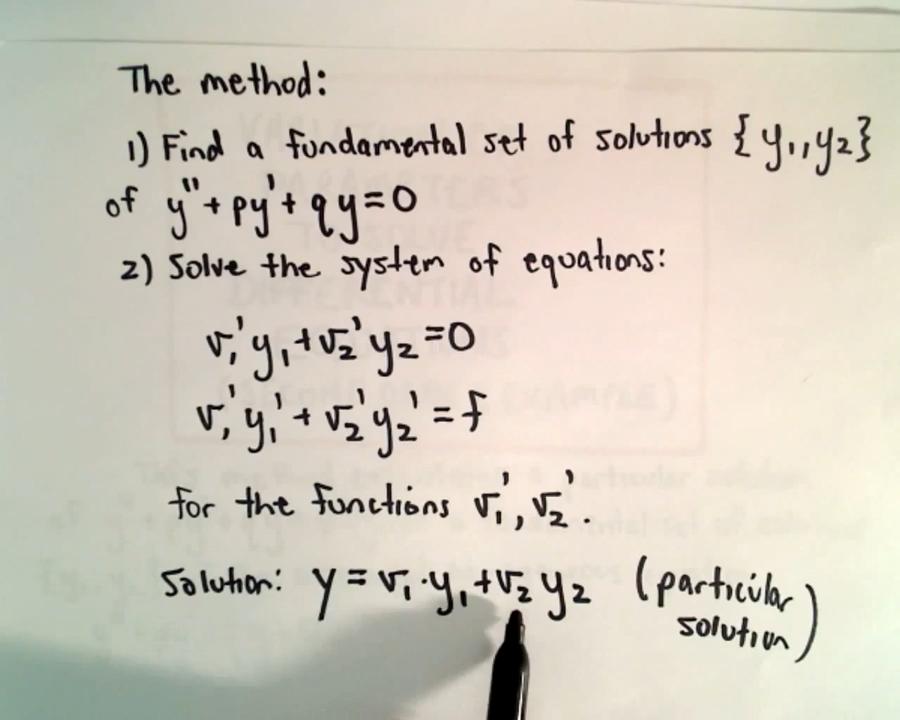 The method:
1) Find a fundamental set of solutions {y₁,y₂}
of y''+py'+qy=0
2) Solve the system of equations:
v₁'y₁+v₂'y₂=0
v₁'y₁'+v₂'y₂'=f
for the functions v₁', v₂'.
Solution: y=v₁·y₁+v₂y₂ (particular
solution)